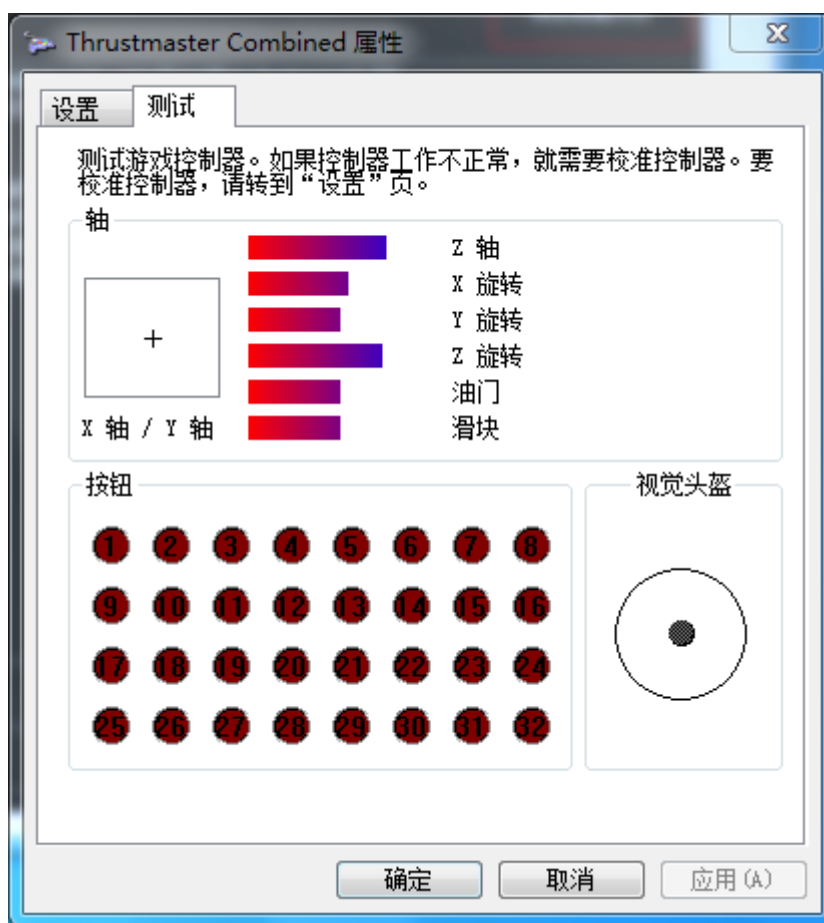 Thrustmaster Combined 属性
设置
测试
测试游戏控制器。如果控制器工作不正常，就需要校准控制器。要
校准控制器，请转到“设置”页。
轴
Z 轴
X 旋转
Y 旋转
Z 旋转
油门
滑块
X 轴 / Y 轴
按钮
1 2 3 4 5 6 7 8
9 10 11 12 13 14 15 16
17 18 19 20 21 22 23 24
25 26 27 28 29 30 31 32
视觉头盔
确定
取消
应用(A)